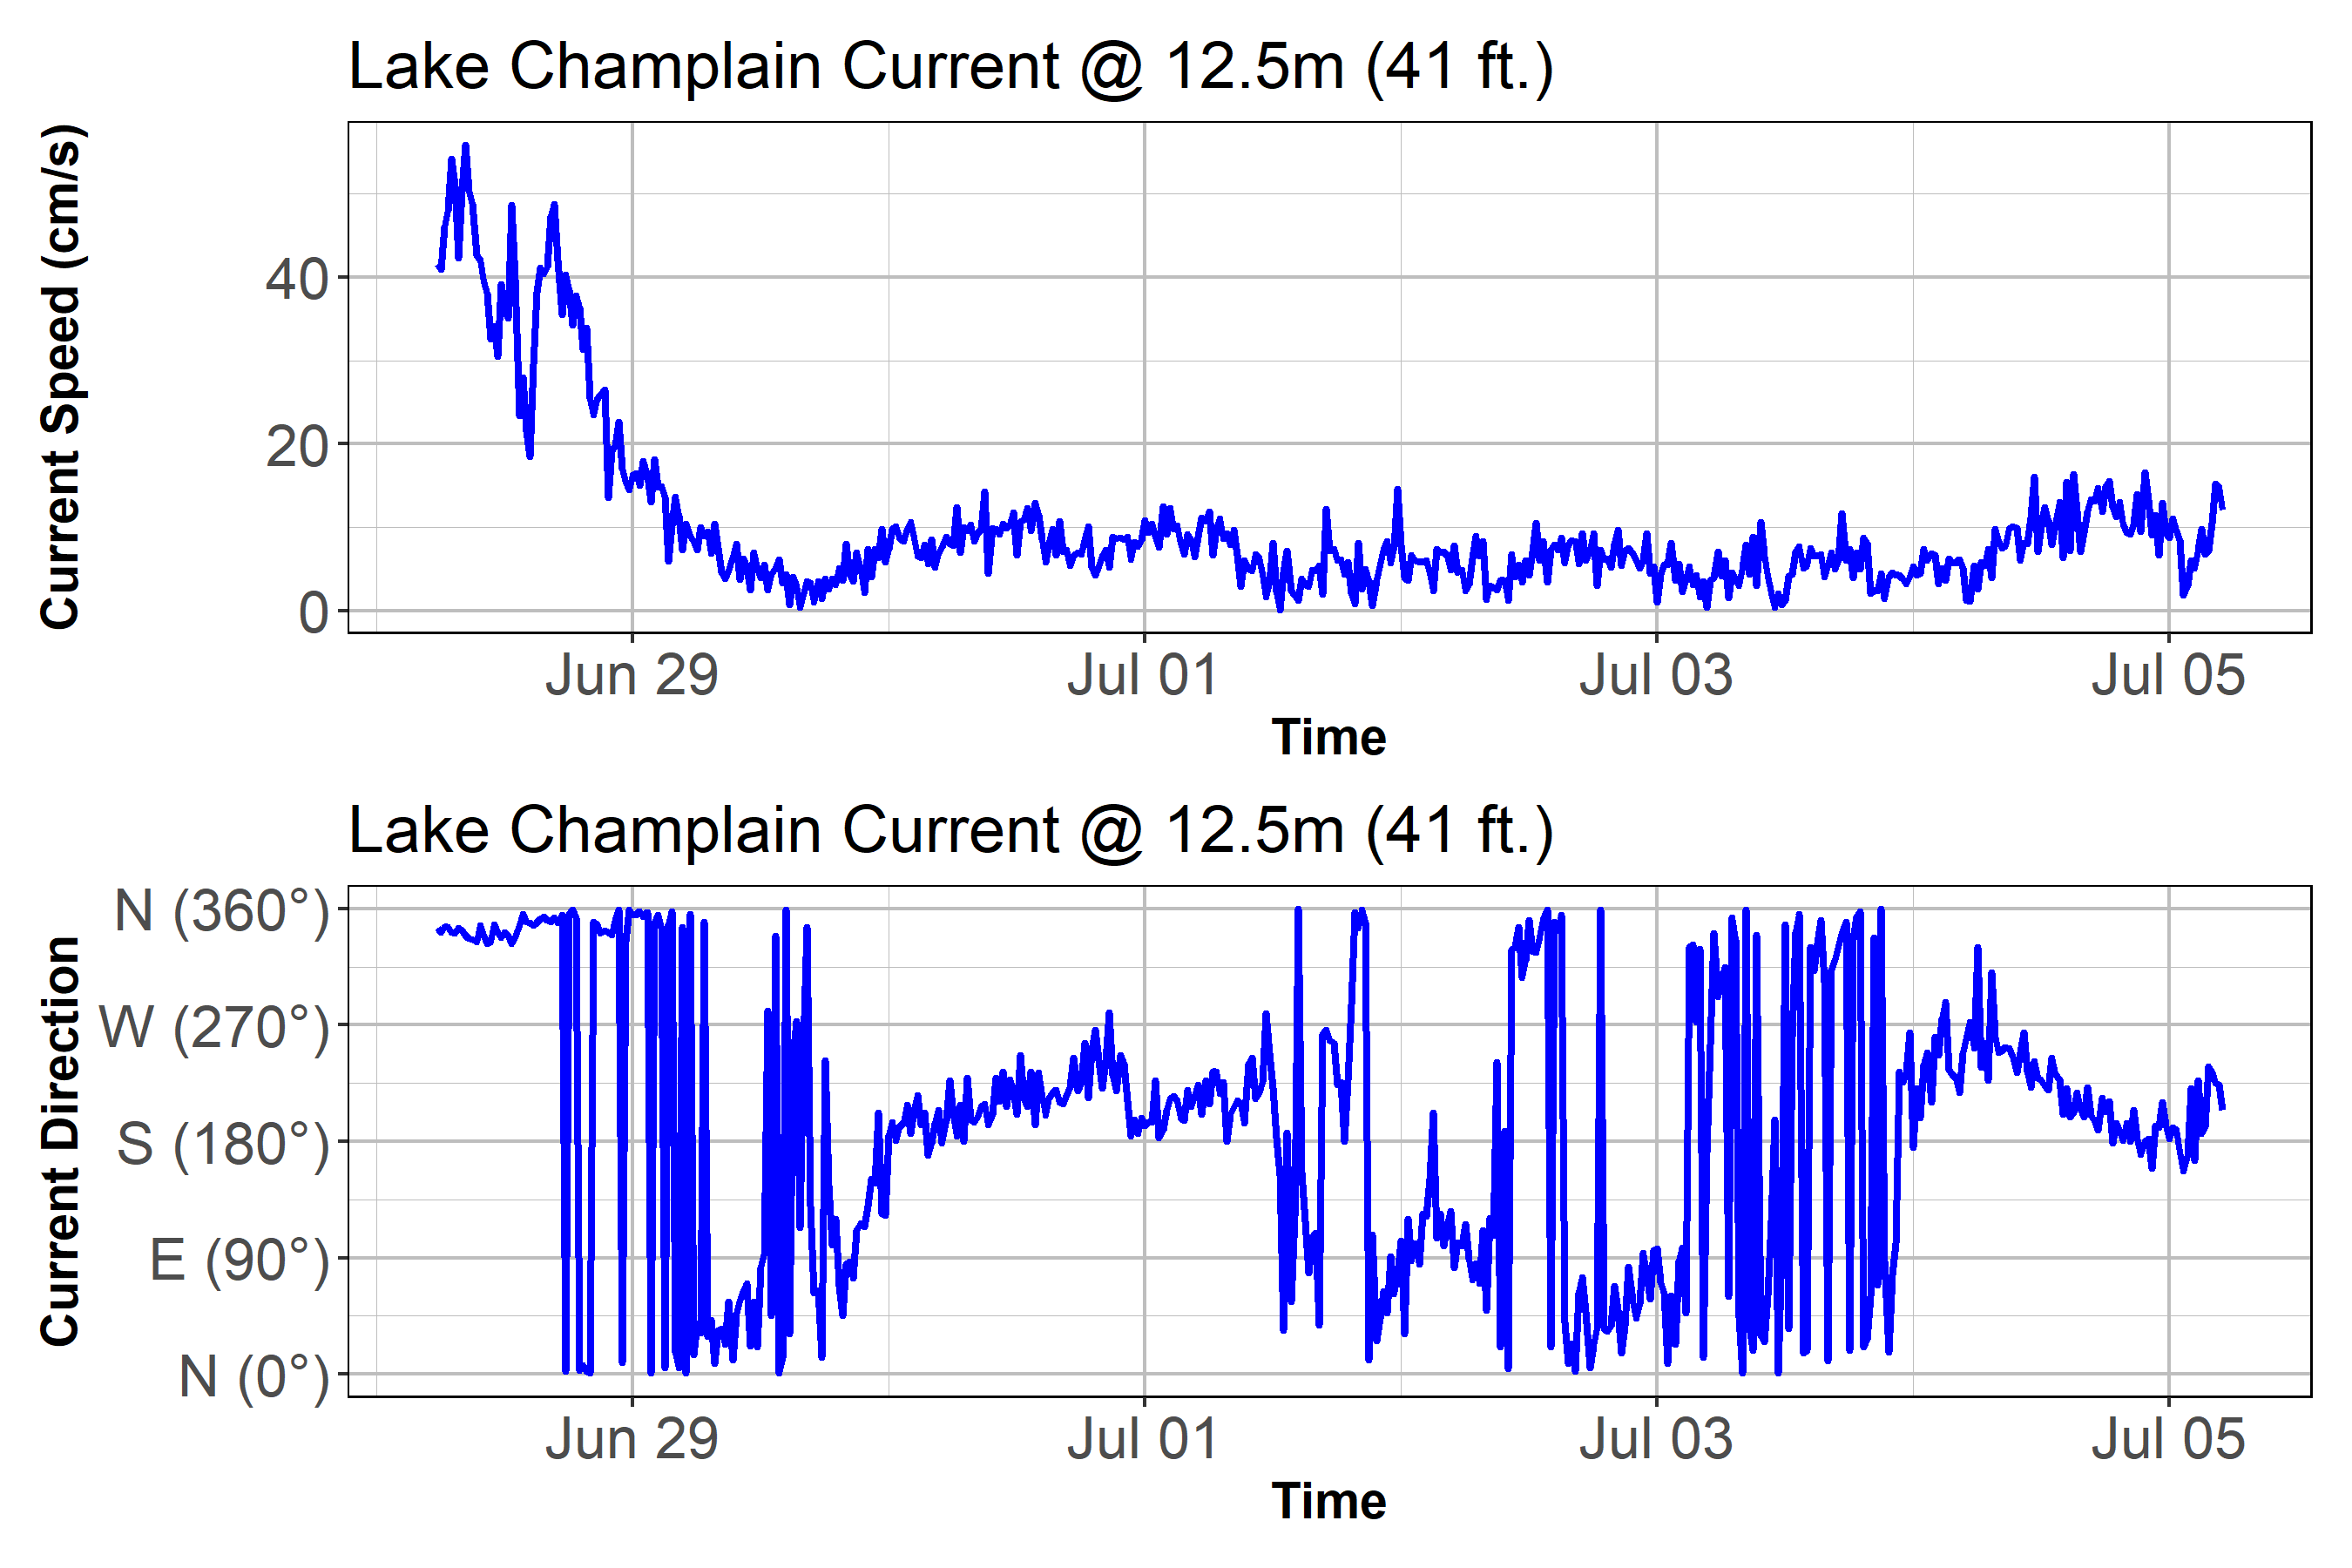 Lake Champlain Current @ 12.5m (41 ft.)
Current Speed (cm/s)
40
20
0
Jun 29 Jul 01 Jul 03 Jul 05
Time
Lake Champlain Current @ 12.5m (41 ft.)
Current Direction
N (360°)
W (270°)
S (180°)
E (90°)
N (0°)
Jun 29 Jul 01 Jul 03 Jul 05
Time